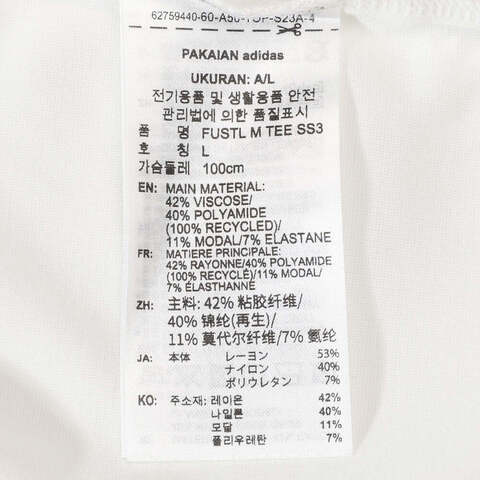 62759440-60-A50-TOP-S23A-4
PAKAIAN adidas
UKURAN: A/L
전기용품 및 생활용품 안전
관리법에 의한 품질표시
품 명 FUSTL M TEE SS3
호 칭 L
가슴둘레 100cm
EN: MAIN MATERIAL:
42% VISCOSE/
40% POLYAMIDE
(100% RECYCLED)/
11% MODAL/7% ELASTANE
FR: MATIERE PRINCIPALE:
42% RAYONNE/40% POLYAMIDE
(100% RECYCLÉ)/11% MODAL/
7% ÉLASTHANNE
ZH: 主料: 42% 粘胶纤维/
40% 锦纶(再生)/
11% 莫代尔纤维/7% 氨纶
JA: 本体 レーヨン 53%
ナイロン 40%
ポリウレタン 7%
KO: 주소재: 레이온 42%
나일론 40%
모달 11%
폴리우레탄 7%